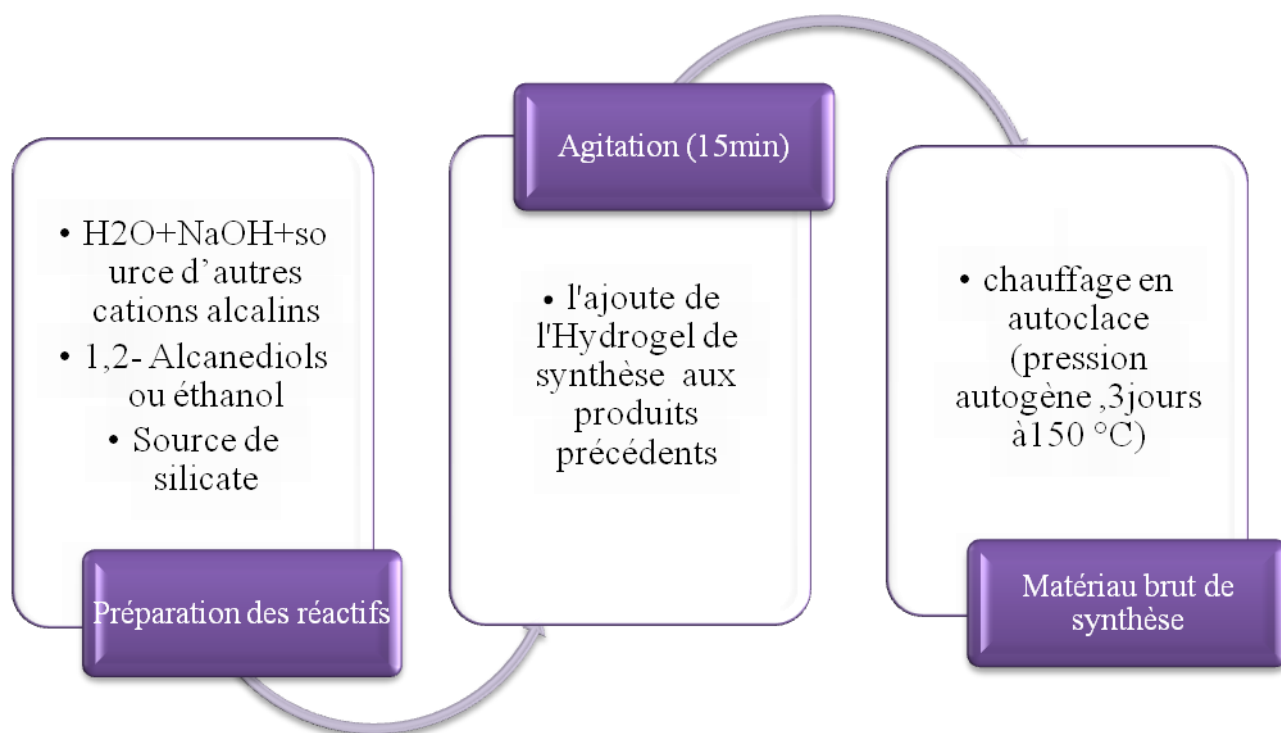 • H2O+NaOH+so
urce d’autres
cations alcalins
• 1,2- Alcanediols
ou éthanol
• Source de
silicate
Préparation des réactifs
Agitation (15min)
• l'ajoute de
l'Hydrogel de
synthèse aux
produits
précédents
• chauffage en
autoclace
(pression
autogène ,3jours
à150 °C)
Matériau brut de
synthèse